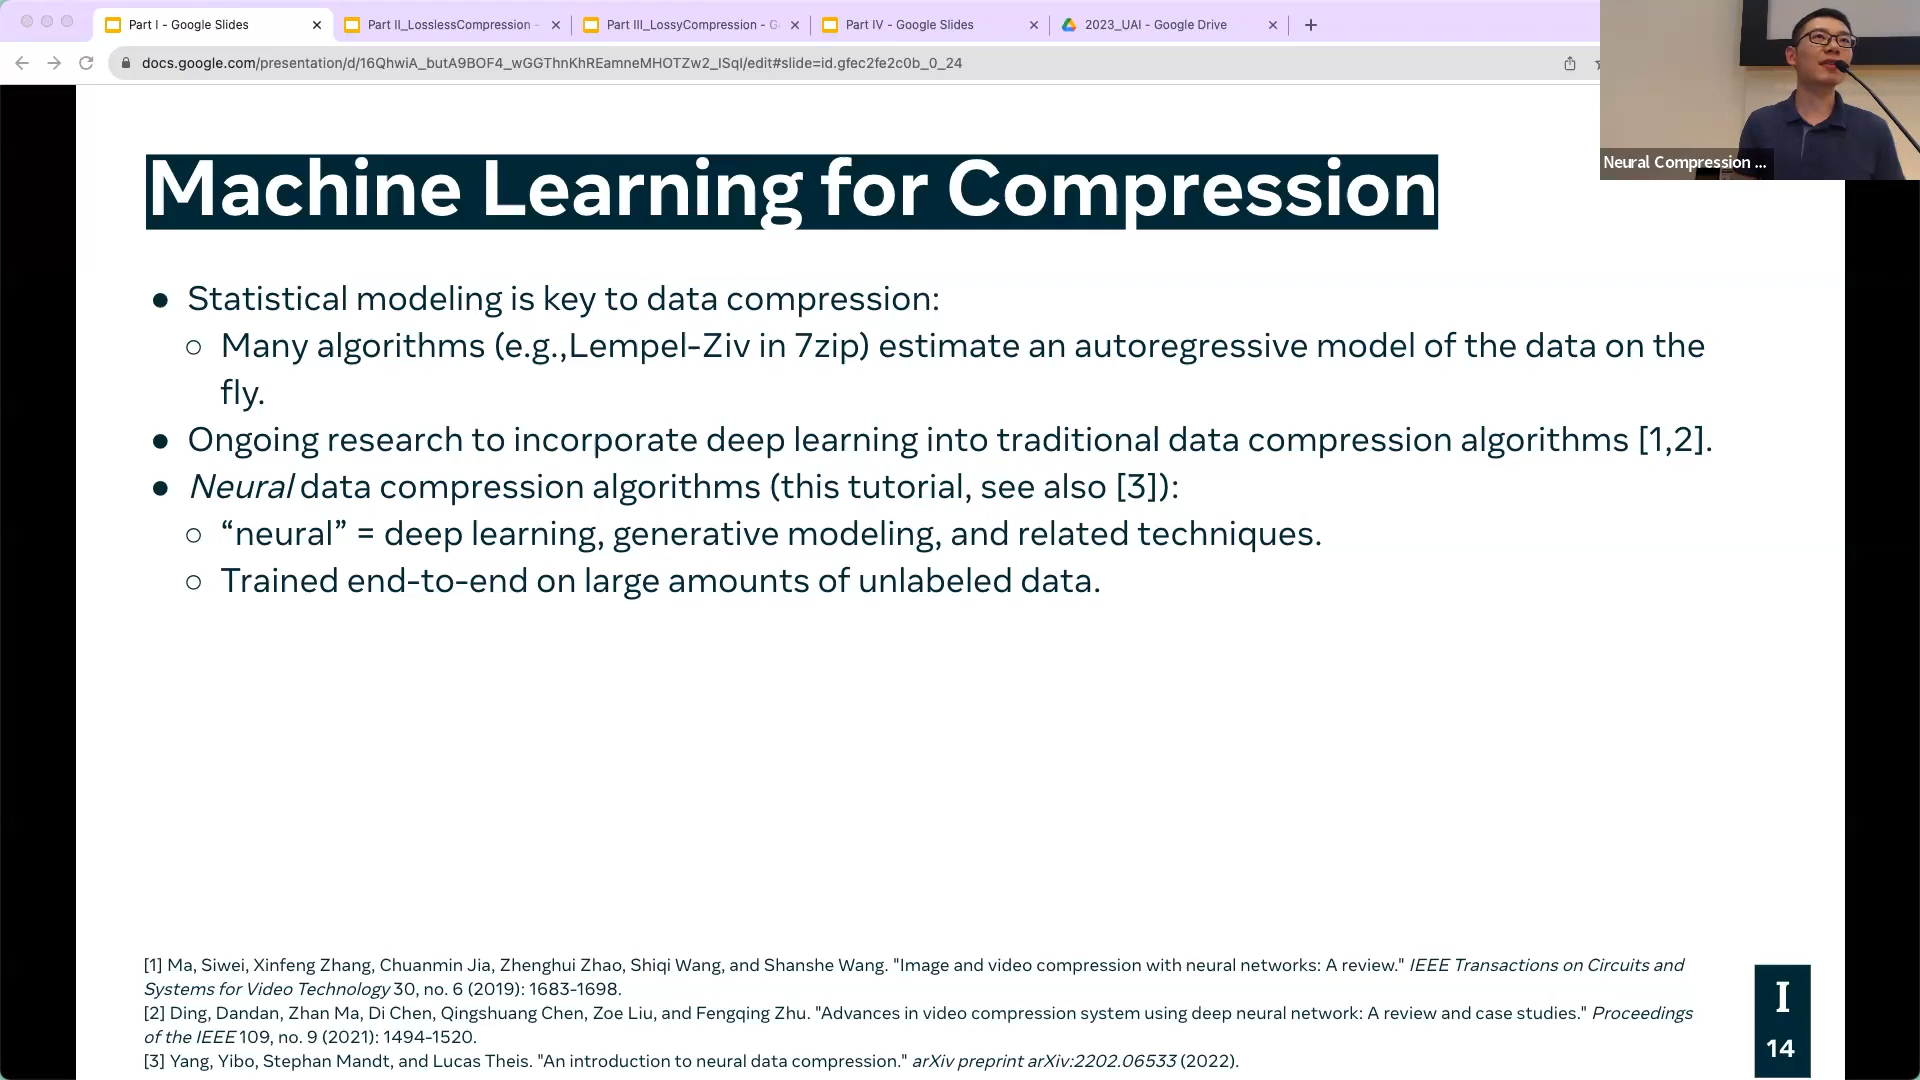 Part I - Google Slides
Part II_LosslessCompression -
Part III_LossyCompression - G
Part IV - Google Slides
2023_UAI - Google Drive
docs.google.com/presentation/d/16QhwiA_butA9BOF4_wGGThnKhREamneMHOTZw2_lSqI/edit#slide=id.gfec2fe2c0b_0_24
Neural Compression ...
Machine Learning for Compression
● Statistical modeling is key to data compression:
○ Many algorithms (e.g.,Lempel-Ziv in 7zip) estimate an autoregressive model of the data on the
fly.
● Ongoing research to incorporate deep learning into traditional data compression algorithms [1,2].
● Neural data compression algorithms (this tutorial, see also [3]):
○ “neural” = deep learning, generative modeling, and related techniques.
○ Trained end-to-end on large amounts of unlabeled data.
[1] Ma, Siwei, Xinfeng Zhang, Chuanmin Jia, Zhenghui Zhao, Shiqi Wang, and Shanshe Wang. "Image and video compression with neural networks: A review." IEEE Transactions on Circuits and
Systems for Video Technology 30, no. 6 (2019): 1683-1698.
[2] Ding, Dandan, Zhan Ma, Di Chen, Qingshuang Chen, Zoe Liu, and Fengqing Zhu. "Advances in video compression system using deep neural network: A review and case studies." Proceedings
of the IEEE 109, no. 9 (2021): 1494-1520.
[3] Yang, Yibo, Stephan Mandt, and Lucas Theis. "An introduction to neural data compression." arXiv preprint arXiv:2202.06533 (2022).
I
14